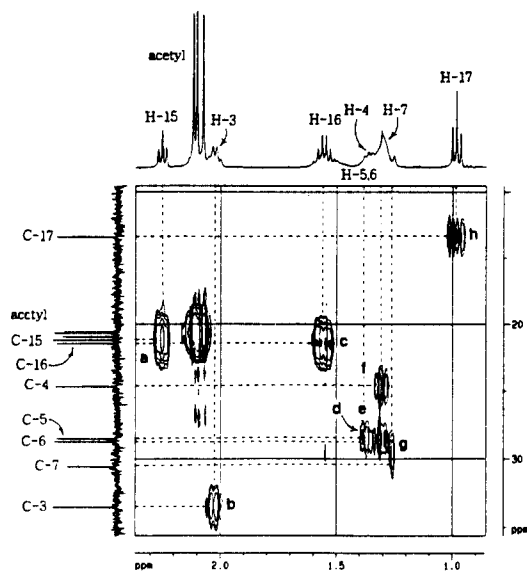 acetyl
H-17
H-15
H-3
H-16
H-4
H-7
H-5,6
C-17
acetyl
C-15
C-16
C-4
C-5
C-6
C-7
C-3
a
b
c
d
e
f
g
h
20
30
ppm
ppm
2.0
1.5
1.0
ppm